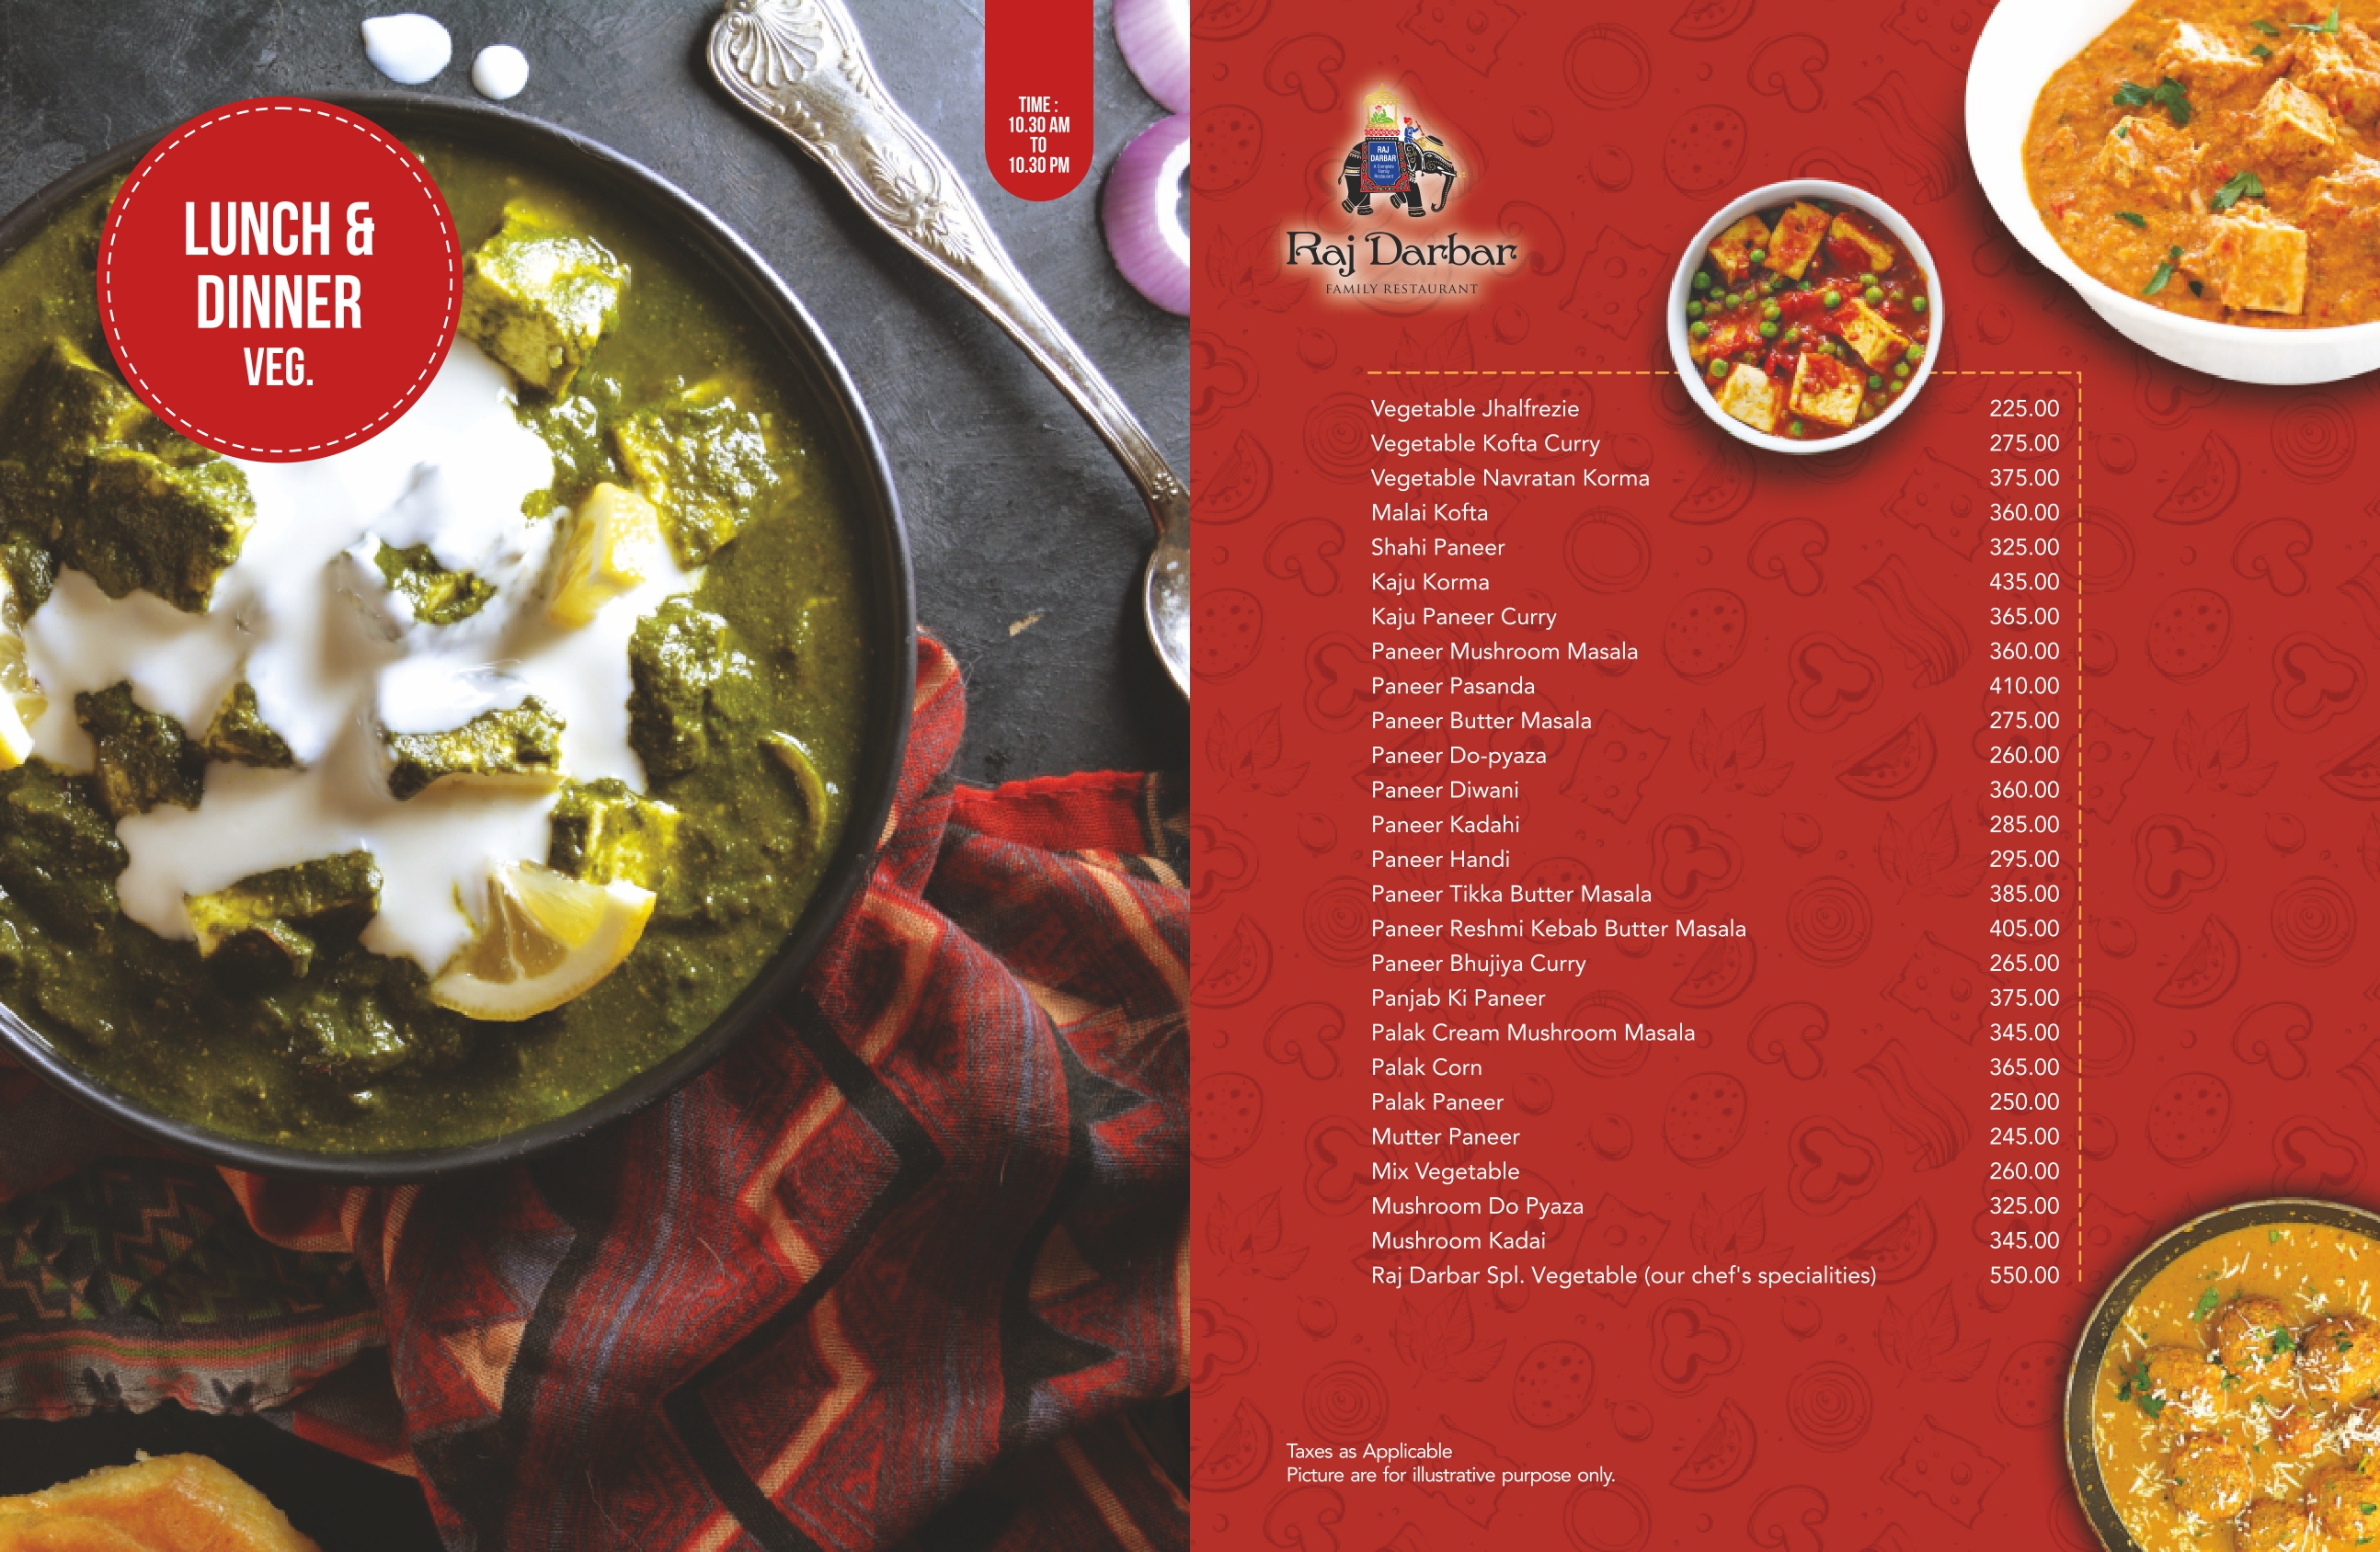 LUNCH &
DINNER
VEG.
TIME :
10.30 AM
TO
10.30 PM
RAJ
DARBAR
A Complete
Family
Restaurant
Raj Darbar
FAMILY RESTAURANT
Vegetable Jhalfrezie 225.00
Vegetable Kofta Curry 275.00
Vegetable Navratan Korma 375.00
Malai Kofta 360.00
Shahi Paneer 325.00
Kaju Korma 435.00
Kaju Paneer Curry 365.00
Paneer Mushroom Masala 360.00
Paneer Pasanda 410.00
Paneer Butter Masala 275.00
Paneer Do-pyaza 260.00
Paneer Diwani 360.00
Paneer Kadahi 285.00
Paneer Handi 295.00
Paneer Tikka Butter Masala 385.00
Paneer Reshmi Kebab Butter Masala 405.00
Paneer Bhujiya Curry 265.00
Panjab Ki Paneer 375.00
Palak Cream Mushroom Masala 345.00
Palak Corn 365.00
Palak Paneer 250.00
Mutter Paneer 245.00
Mix Vegetable 260.00
Mushroom Do Pyaza 325.00
Mushroom Kadai 345.00
Raj Darbar Spl. Vegetable (our chef's specialities) 550.00
Taxes as Applicable
Picture are for illustrative purpose only.